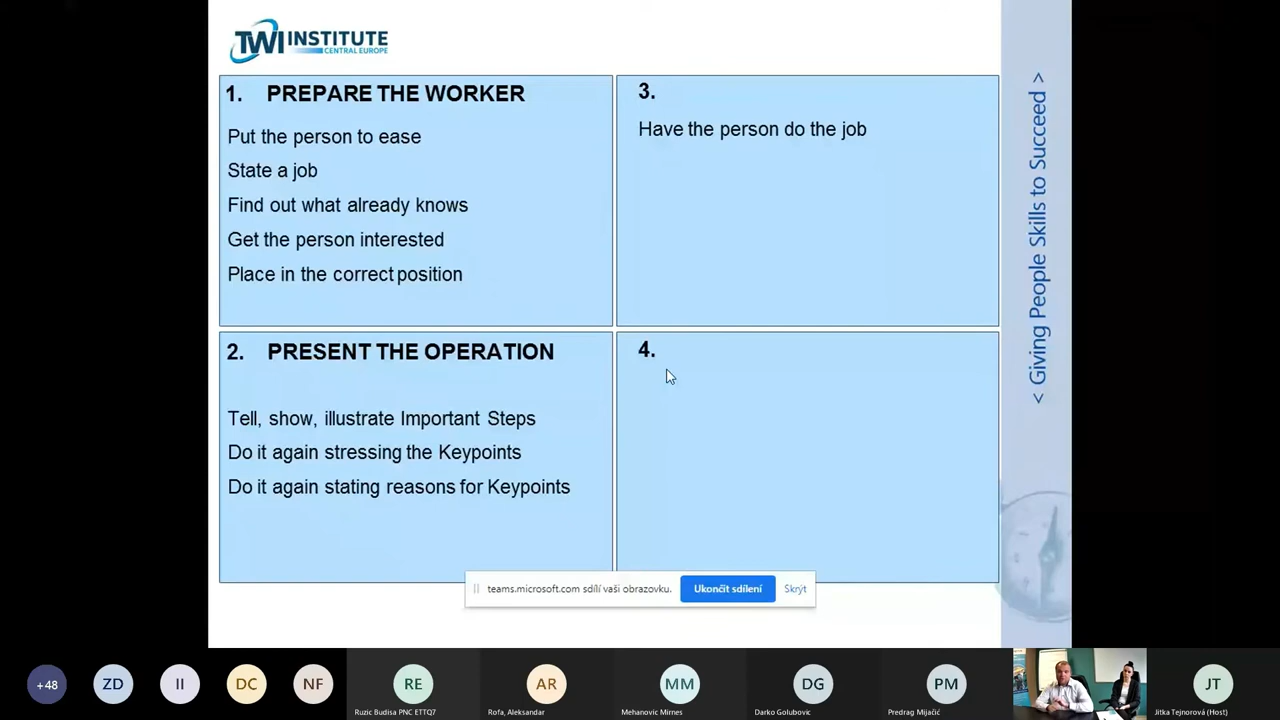 TWI INSTITUTE
CENTRAL EUROPE
1. PREPARE THE WORKER
Put the person to ease
State a job
Find out what already knows
Get the person interested
Place in the correct position
2. PRESENT THE OPERATION
Tell, show, illustrate Important Steps
Do it again stressing the Keypoints
Do it again stating reasons for Keypoints
3.
Have the person do the job
4.
< Giving People Skills to Succeed >
teams.microsoft.com sdílí vaši obrazovku.
Ukončit sdílení
Skrýt
+48
ZD
II
DC
NF
RE
Ruzic Budisa PNC ETTQ7
AR
Rofa, Aleksandar
MM
Mehanovic Mirnes
DG
Darko Golubovic
PM
Predrag Mijačić
JT
Jitka Tejnorová (Host)